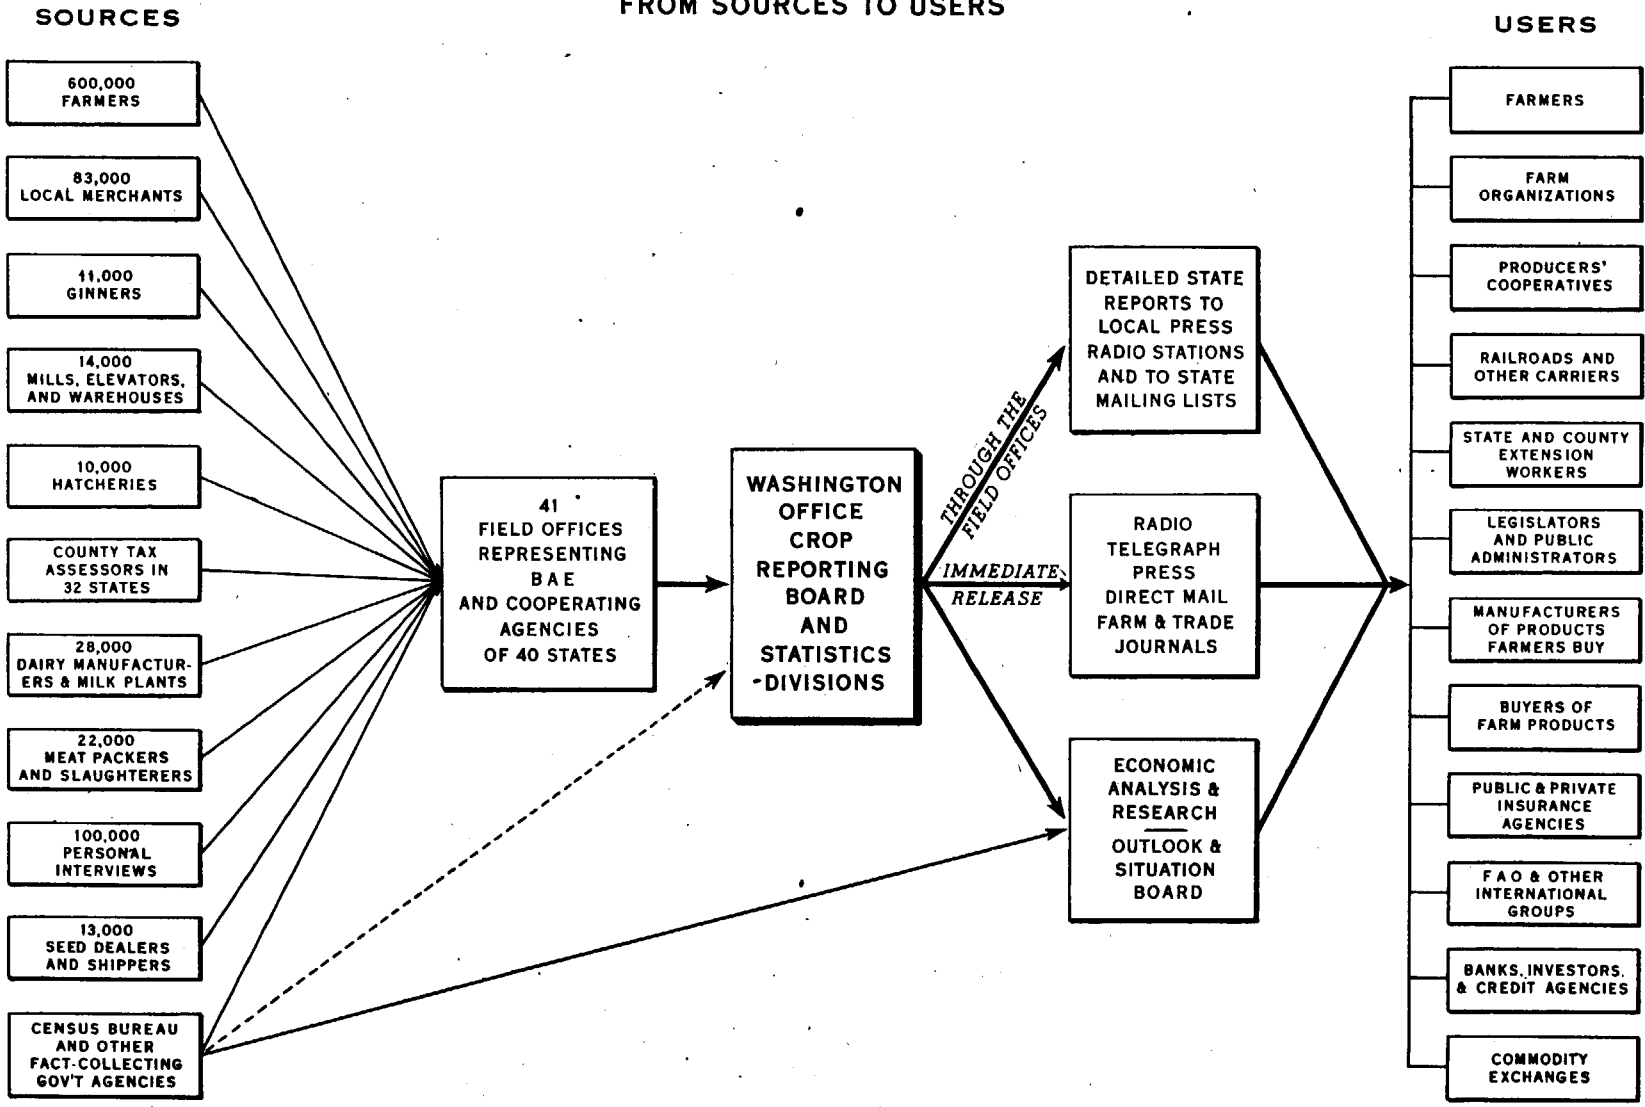 FROM SOURCES TO USERS
SOURCES
600,000
FARMERS
83,000
LOCAL MERCHANTS
11,000
GINNERS
14,000
MILLS, ELEVATORS,
AND WAREHOUSES
10,000
HATCHERIES
COUNTY TAX
ASSESSORS IN
32 STATES
28,000
DAIRY MANUFACTUR-
ERS & MILK PLANTS
22,000
MEAT PACKERS
AND SLAUGHTERERS
100,000
PERSONAL
INTERVIEWS
13,000
SEED DEALERS
AND SHIPPERS
CENSUS BUREAU
AND OTHER
FACT-COLLECTING
GOV'T AGENCIES
41
FIELD OFFICES
REPRESENTING
B A E
AND COOPERATING
AGENCIES
OF 40 STATES
WASHINGTON
OFFICE
CROP
REPORTING
BOARD
AND
STATISTICS
DIVISIONS
THROUGH THE
FIELD OFFICES
IMMEDIATE
RELEASE
DETAILED STATE
REPORTS TO
LOCAL PRESS
RADIO STATIONS
AND TO STATE
MAILING LISTS
RADIO
TELEGRAPH
PRESS
DIRECT MAIL
FARM & TRADE
JOURNALS
ECONOMIC
ANALYSIS &
RESEARCH
OUTLOOK &
SITUATION
BOARD
USERS
FARMERS
FARM
ORGANIZATIONS
PRODUCERS'
COOPERATIVES
RAILROADS AND
OTHER CARRIERS
STATE AND COUNTY
EXTENSION
WORKERS
LEGISLATORS
AND PUBLIC
ADMINISTRATORS
MANUFACTURERS
OF PRODUCTS
FARMERS BUY
BUYERS OF
FARM PRODUCTS
PUBLIC & PRIVATE
INSURANCE
AGENCIES
F A O & OTHER
INTERNATIONAL
GROUPS
BANKS, INVESTORS,
& CREDIT AGENCIES
COMMODITY
EXCHANGES